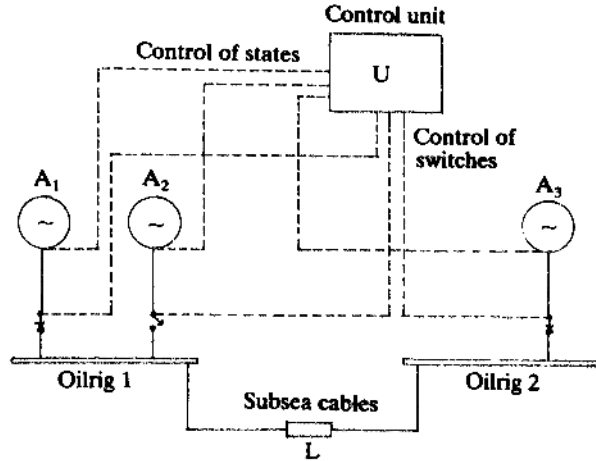 Control unit
Control of states
U
Control of
switches
A1
A2
A3
~
~
~
Oilrig 1
Oilrig 2
Subsea cables
L